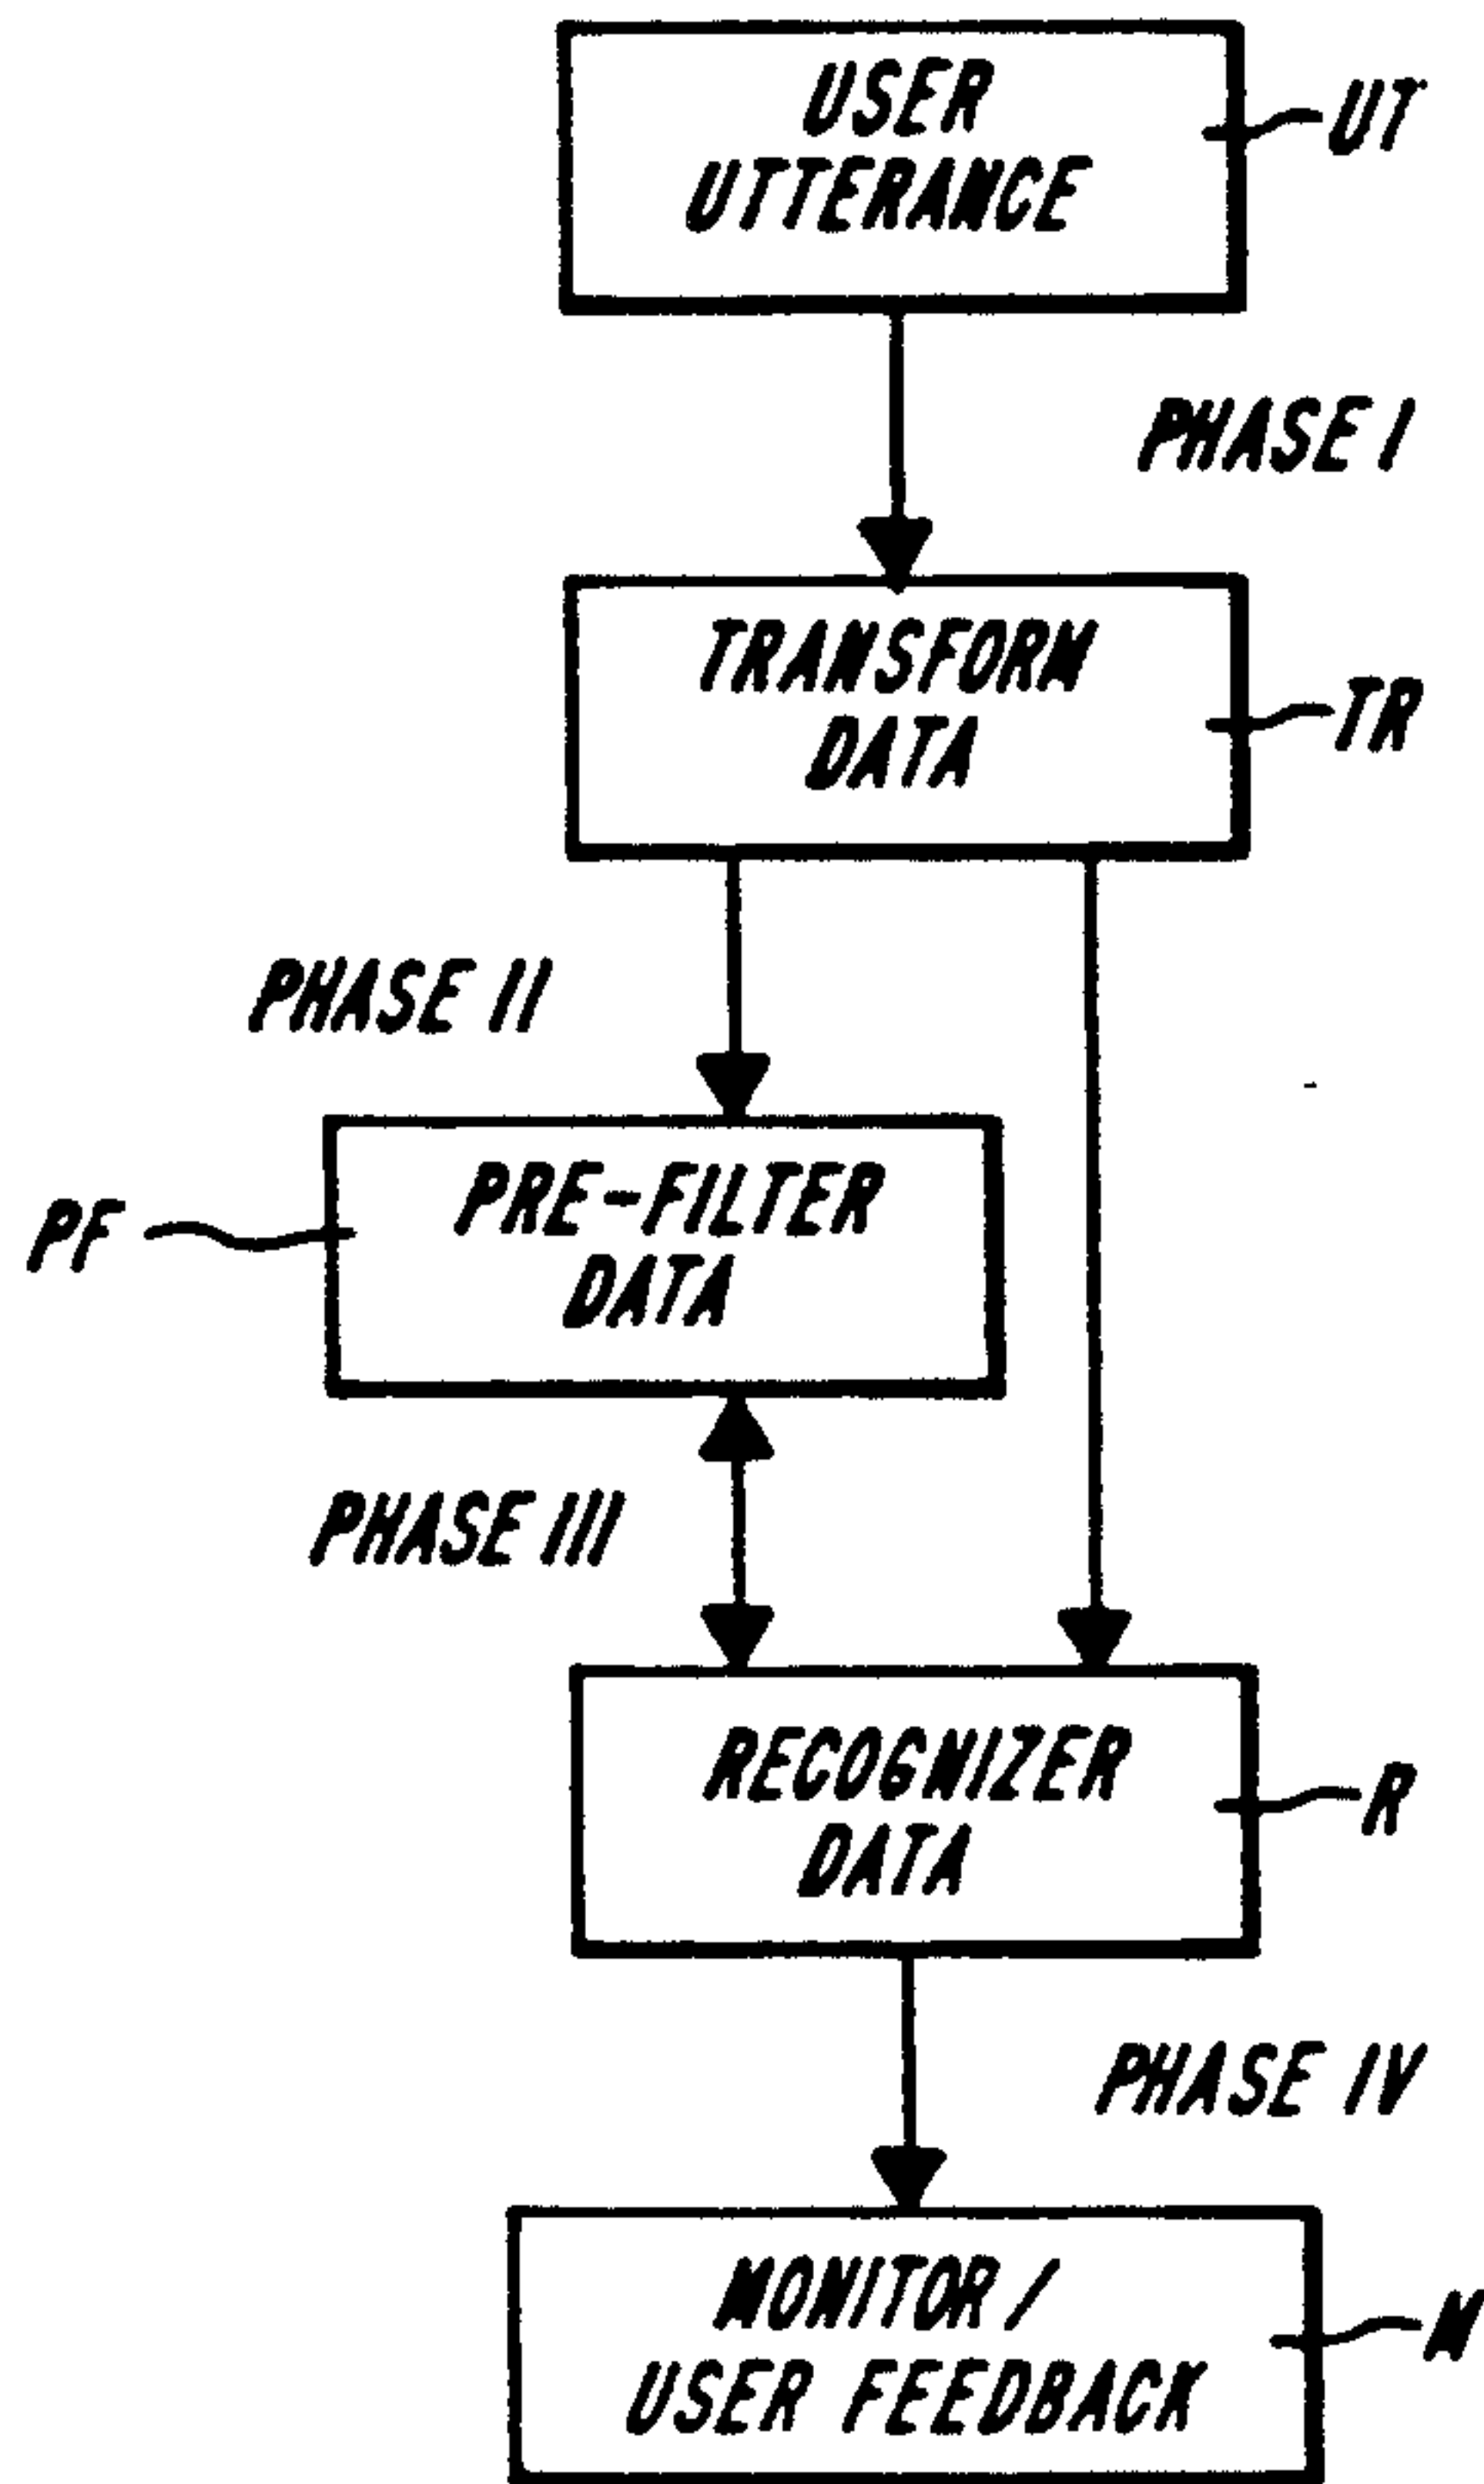 USER
UTTERANCE
UT
PHASE I
TRANSFORM
DATA
TR
PHASE II
PRE-FILTER
DATA
PF
PHASE III
RECOGNIZER
DATA
R
PHASE IV
MONITOR /
USER FEEDBACK
M